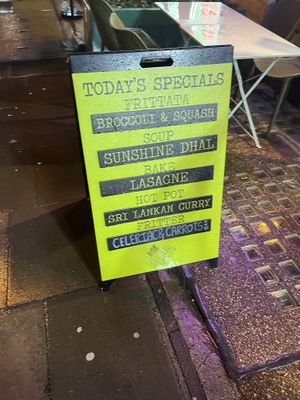 TODAY'S SPECIALS
FRITTATA
BROCCOLI & SQUASH
SOUP
SUNSHINE DHAL
BAKE
LASAGNE
HOT POT
SRI LANKAN CURRY
FRITTER
CELERIAC & CARROTS